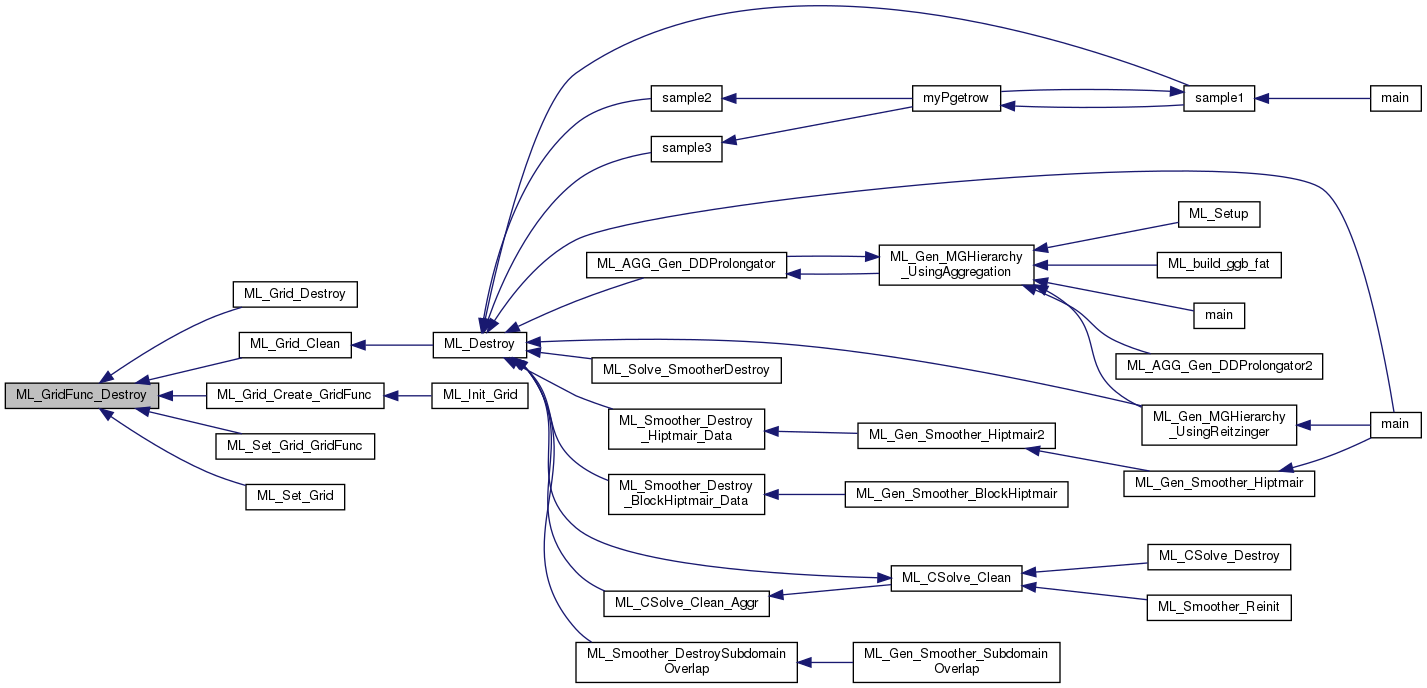 sample2
myPgetrow
sample1
main
sample3
ML_Setup
ML_AGG_Gen_DDProlongator
ML_Gen_MGHierarchy
_UsingAggregation
ML_build_ggb_fat
main
ML_Grid_Destroy
ML_Grid_Clean
ML_Destroy
ML_Solve_SmootherDestroy
ML_AGG_Gen_DDProlongator2
ML_GridFunc_Destroy
ML_Grid_Create_GridFunc
ML_Init_Grid
ML_Smoother_Destroy
_Hiptmair_Data
ML_Gen_Smoother_Hiptmair2
ML_Gen_MGHierarchy
_UsingReitzinger
main
ML_Set_Grid_GridFunc
ML_Gen_Smoother_Hiptmair
ML_Set_Grid
ML_Smoother_Destroy
_BlockHiptmair_Data
ML_Gen_Smoother_BlockHiptmair
ML_CSolve_Destroy
ML_CSolve_Clean
ML_CSolve_Clean_Aggr
ML_Smoother_Reinit
ML_Smoother_DestroySubdomain
Overlap
ML_Gen_Smoother_Subdomain
Overlap